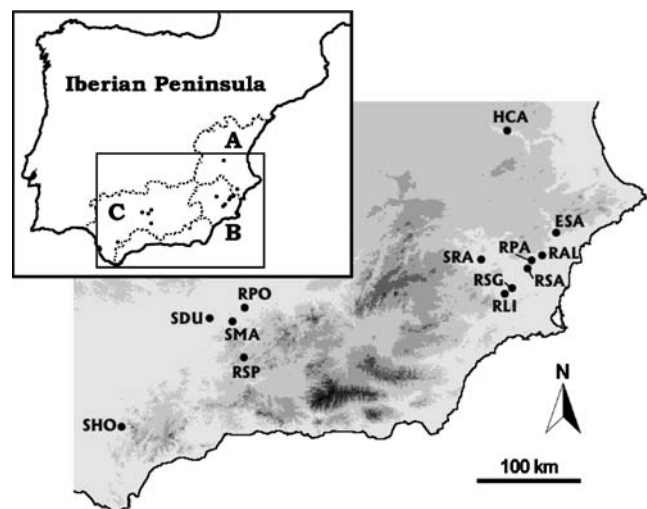 Iberian Peninsula
A
C
B
HCA
ESA
RPA
RAL
SRA
RSG
RSA
RLI
RPO
SDU
SMA
RSP
SHO
N
100 km